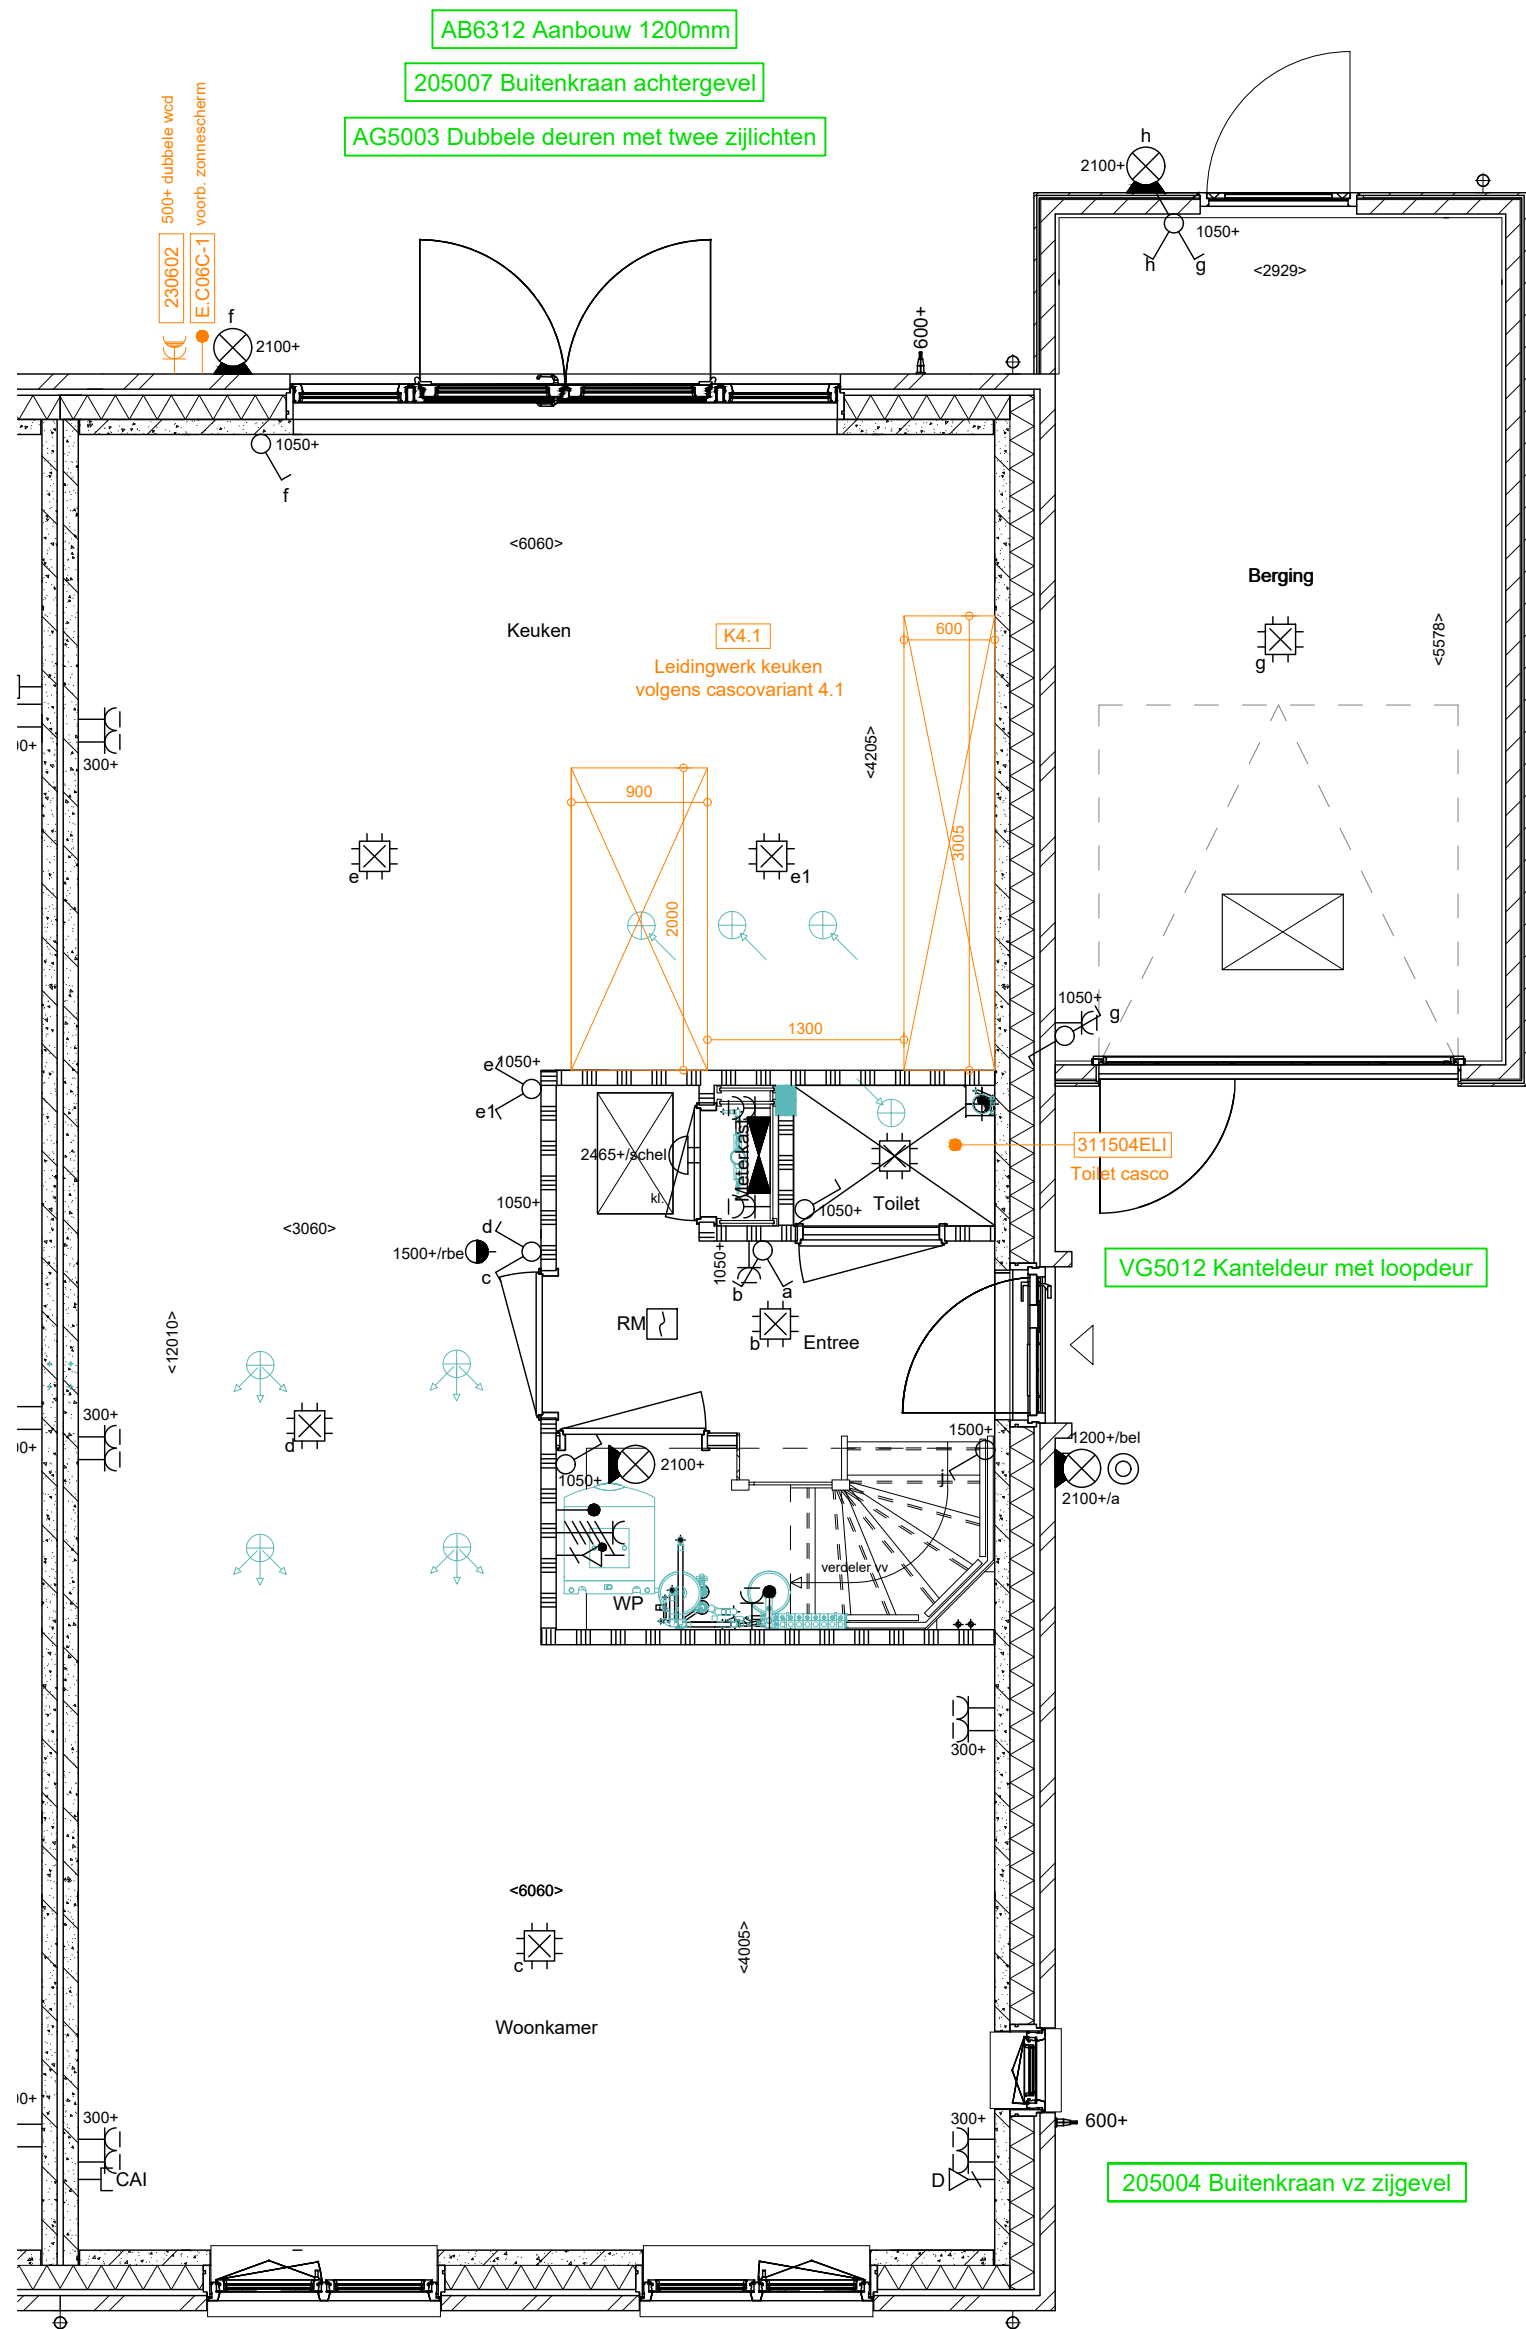 AB6312 Aanbouw 1200mm
205007 Buitenkraan achtergevel
AG5003 Dubbele deuren met twee zijlichten
230602 500+ dubbele wcd
E.C06C-1 voorb. zonnescherm
f
2100+
600+
h
2100+
1050+
h
g
<2929>
1050+
f
<6060>
Keuken
K4.1
Leidingwerk keuken
volgens cascovariant 4.1
600
Berging
g
<5578>
300+
<4205>
900
3005
e
e1
2000
1300
1050+
g
e
1050+
e1
2465+/schel
kl.
Meterkast
Toilet
1050+
311504ELI
Toilet casco
1050+
d
<3060>
1500+/rbe
c
1050+
b
a
VG5012 Kanteldeur met loopdeur
RM
b
Entree
<12010>
300+
d
1050+
2100+
1500+
j
1200+/bel
2100+/a
verdeler vv
WP
300+
<6060>
<4005>
c
Woonkamer
300+
CAI
300+
D
600+
205004 Buitenkraan vz zijgevel